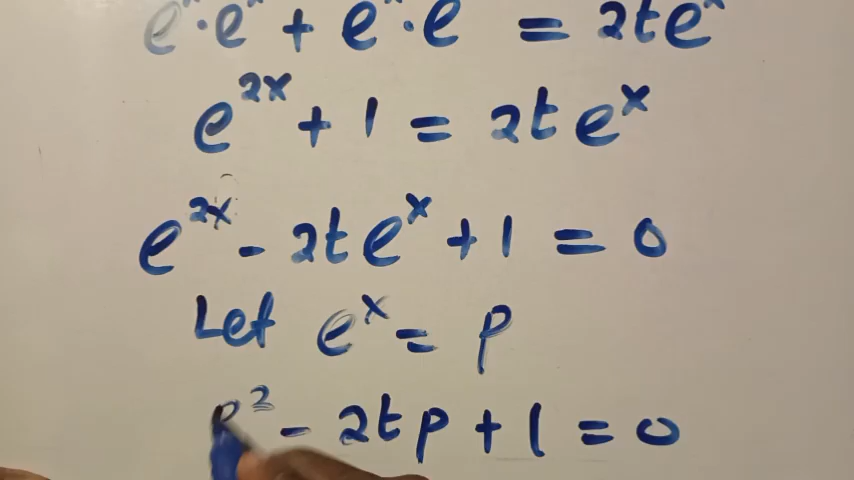 e^x · e^x + e^x · e = 2te^x
e^2x + 1 = 2te^x
e^2x - 2te^x + 1 = 0
Let e^x = p
p^2 - 2tp + 1 = 0